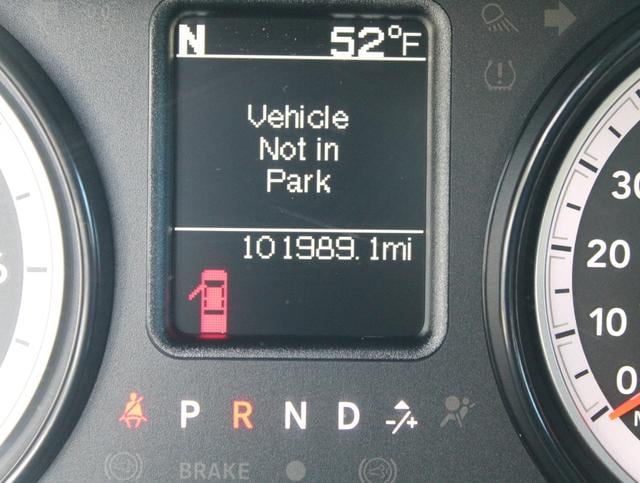 N 52°F
Vehicle
Not in
Park
101989.1mi
30
20
10
0
P R N D -/+
BRAKE